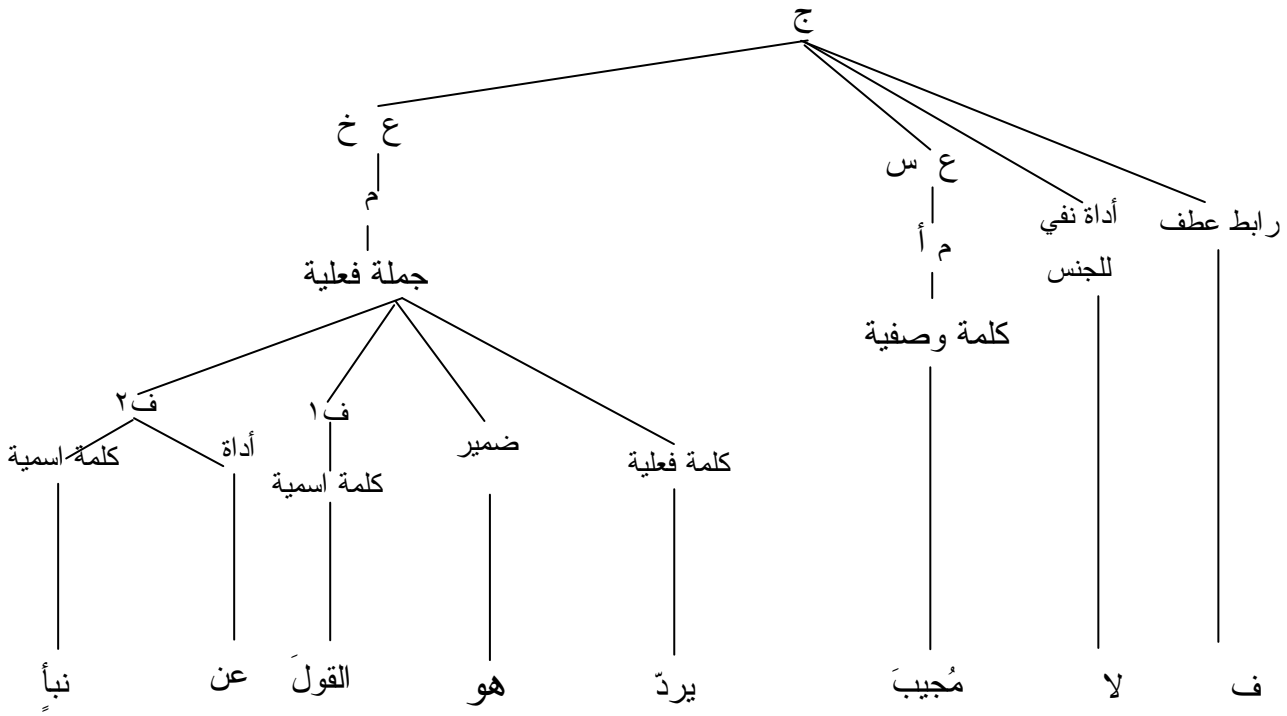 ج
ع خ
ع س
م
م أ
رابط عطف
أداة نفي
للجنس
جملة فعلية
كلمة وصفية
ف١
ف٢
كلمة فعلية
ضمير
كلمة اسمية
أداة
كلمة اسمية
ف لا مُجيبَ يردّ هو القولَ عن نبأٍ